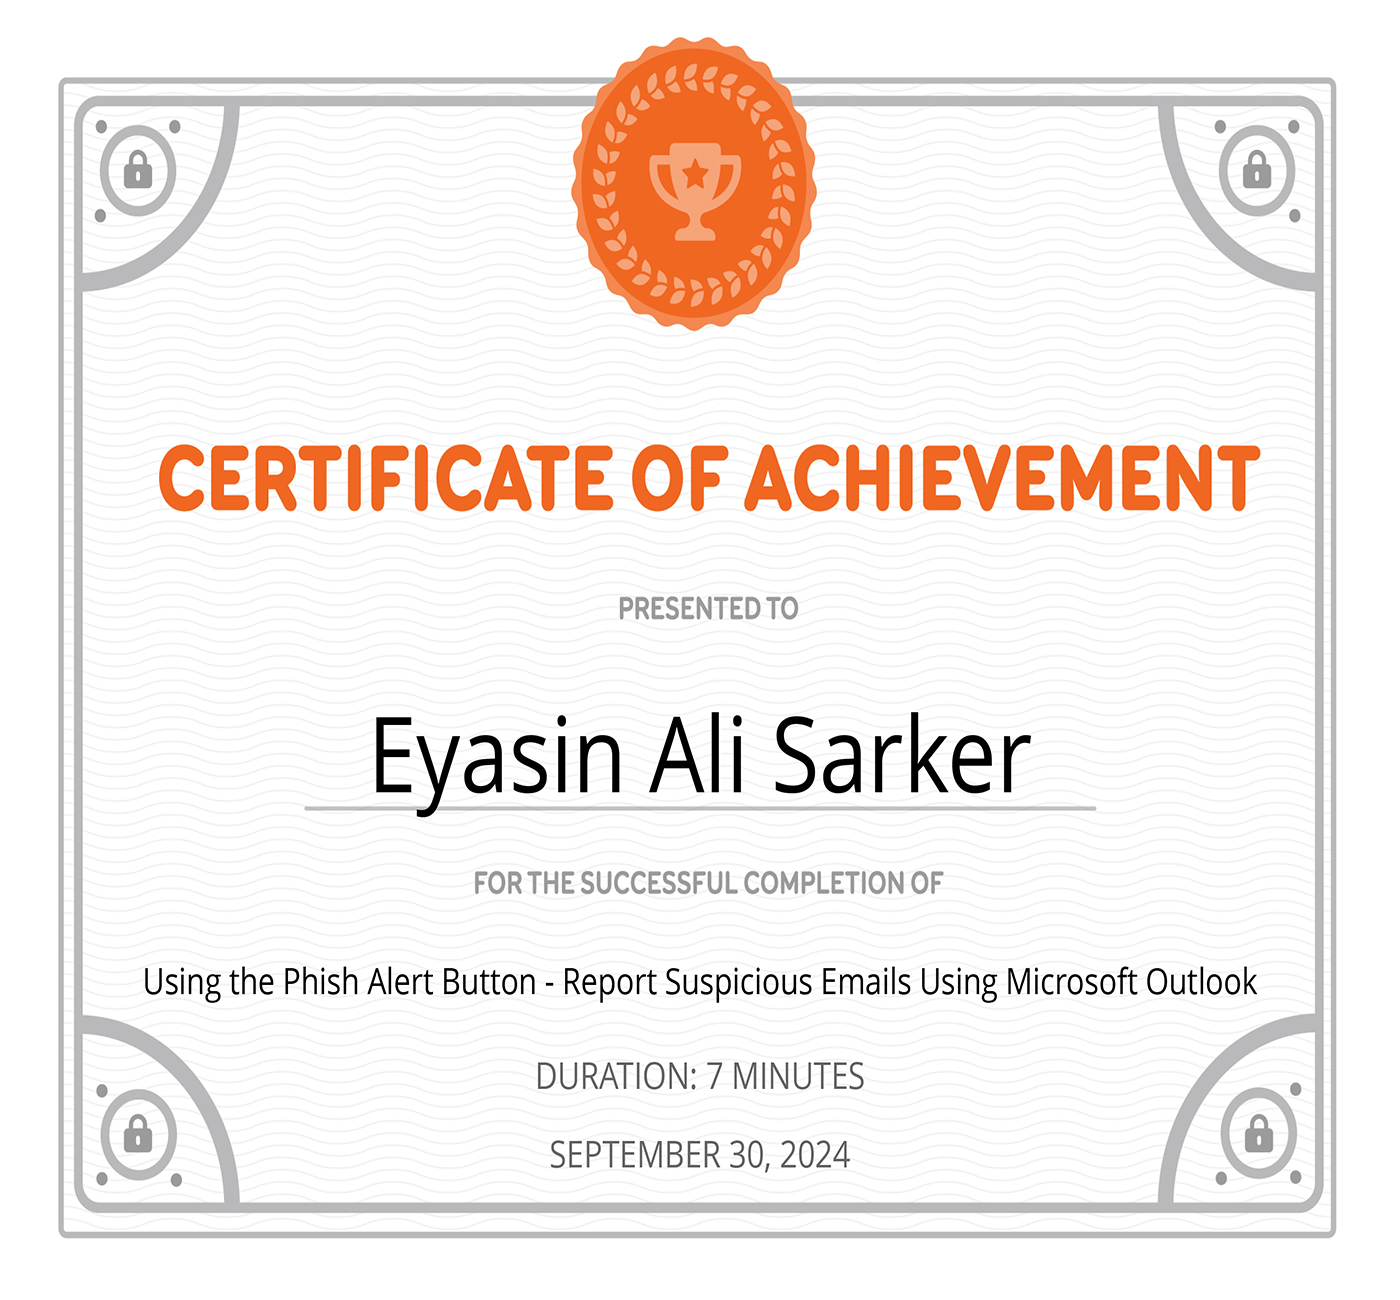 CERTIFICATE OF ACHIEVEMENT
PRESENTED TO
Eyasin Ali Sarker
FOR THE SUCCESSFUL COMPLETION OF
Using the Phish Alert Button - Report Suspicious Emails Using Microsoft Outlook
DURATION: 7 MINUTES
SEPTEMBER 30, 2024